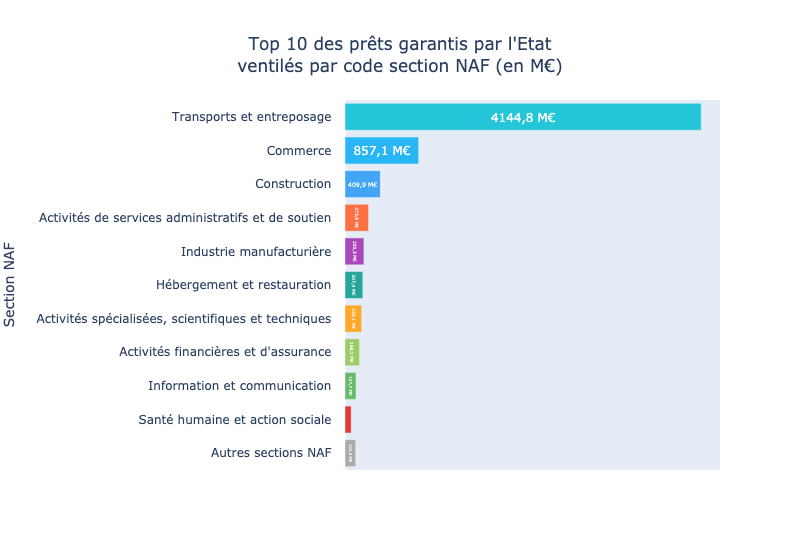 Top 10 des prêts garantis par l'Etat
ventilés par code section NAF (en M€)
Section NAF
Transports et entreposage
4144,8 M€
Commerce
857,1 M€
Construction
409,9 M€
Activités de services administratifs et de soutien
Industrie manufacturière
Hébergement et restauration
Activités spécialisées, scientifiques et techniques
Activités financières et d'assurance
Information et communication
Santé humaine et action sociale
Autres sections NAF